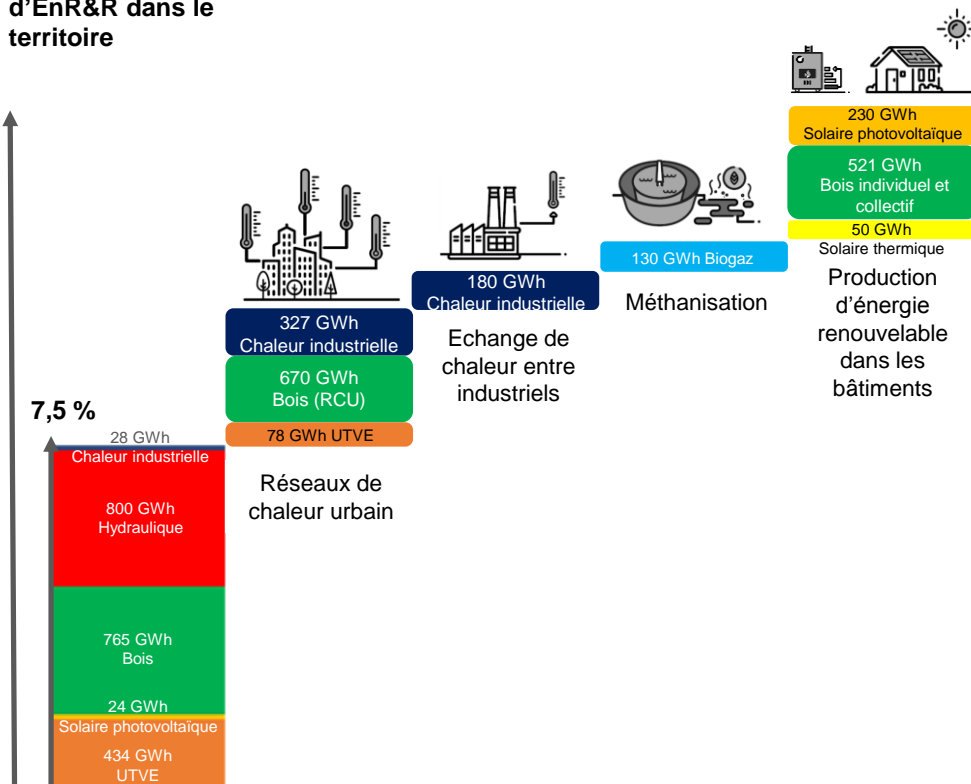 d'EnR&R dans le
territoire
230 GWh
Solaire photovoltaïque
521 GWh
Bois individuel et
collectif
50 GWh
Solaire thermique
Production
d'énergie
renouvelable
dans les
bâtiments
130 GWh Biogaz
Méthanisation
180 GWh
Chaleur industrielle
Echange de
chaleur entre
industriels
327 GWh
Chaleur industrielle
670 GWh
Bois (RCU)
78 GWh UTVE
Réseaux de
chaleur urbain
7,5 %
28 GWh
Chaleur industrielle
800 GWh
Hydraulique
765 GWh
Bois
24 GWh
Solaire photovoltaïque
434 GWh
UTVE